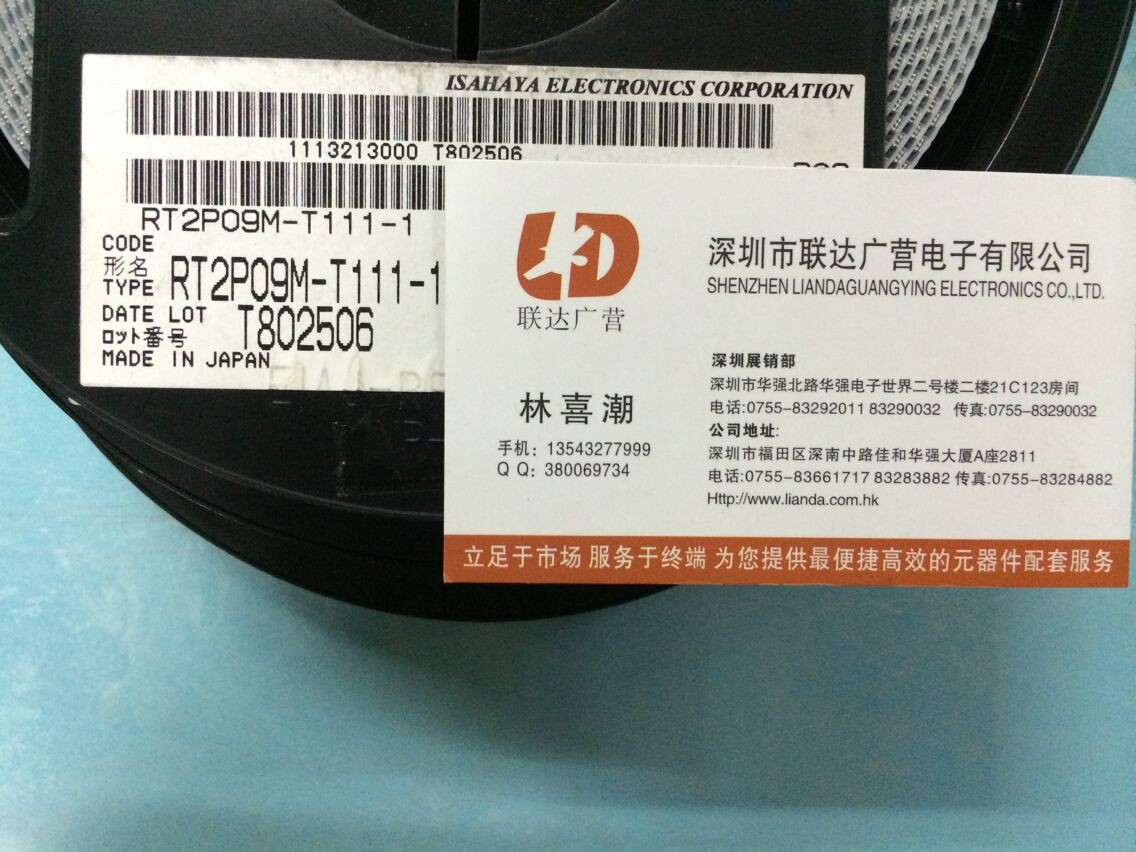 ISAHAYA ELECTRONICS CORPORATION
1113213000 T802506
RT2P09M-T111-1
CODE
形名
TYPE RT2P09M-T111-1
DATE LOT
ロット番号 T802506
MADE IN JAPAN
LD
联达广营
深圳市联达广营电子有限公司
SHENZHEN LIANDAGUANGYING ELECTRONICS CO.,LTD.
林喜潮
手机：13543277999
Q Q：380069734
深圳展销部
深圳市华强北路华强电子世界二号楼二楼21C123房间
电话:0755-83292011 83290032 传真:0755-83290032
公司地址:
深圳市福田区深南中路佳和华强大厦A座2811
电话:0755-83661717 83283882 传真:0755-83284882
Http://www.lianda.com.hk
立足于市场 服务于终端 为您提供最便捷高效的元器件配套服务